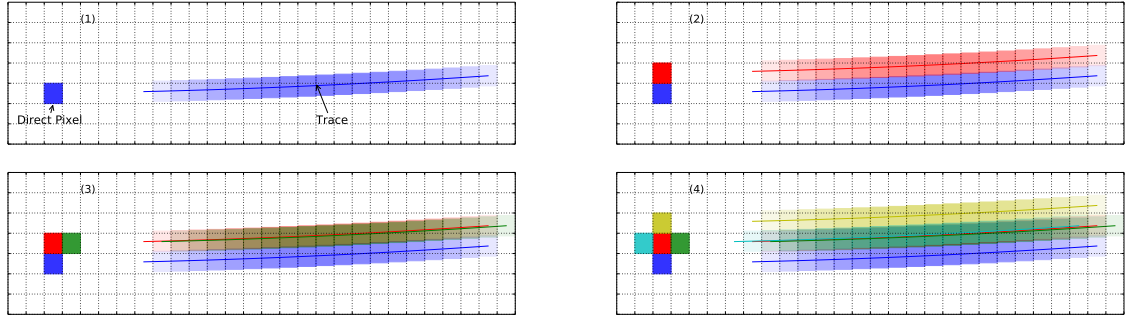 (1)
Direct Pixel
Trace
(2)
(3)
(4)